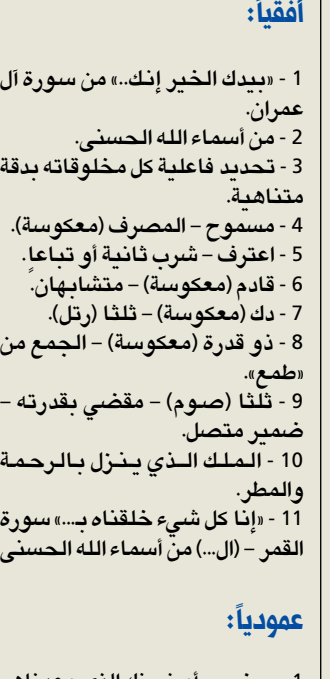 أفقياً:
1 - «بيدك الخير إنك..» من سورة آل
عمران.
2 - من أسماء الله الحسنى.
3 - تحديد فاعلية كل مخلوقاته بدقة
متناهية.
4 - مسموح – المصرف (معكوسة).
5 - اعترف – شرب ثانية أو تباعاً.
6 - قادم (معكوسة) – متشابهان.
7 - دك (معكوسة) – ثلثا (رتل).
8 - ذو قدرة (معكوسة) – الجمع من
«طمع».
9 - ثلثا (صوم) – مقضي بقدرته –
ضمير متصل.
10 - الملك الذي ينزل بالرحمة
والمطر.
11 - «إنا كل شيء خلقناه بـ...» سورة
القمر – (ال...) من أسماء الله الحسنى
عمودياً: